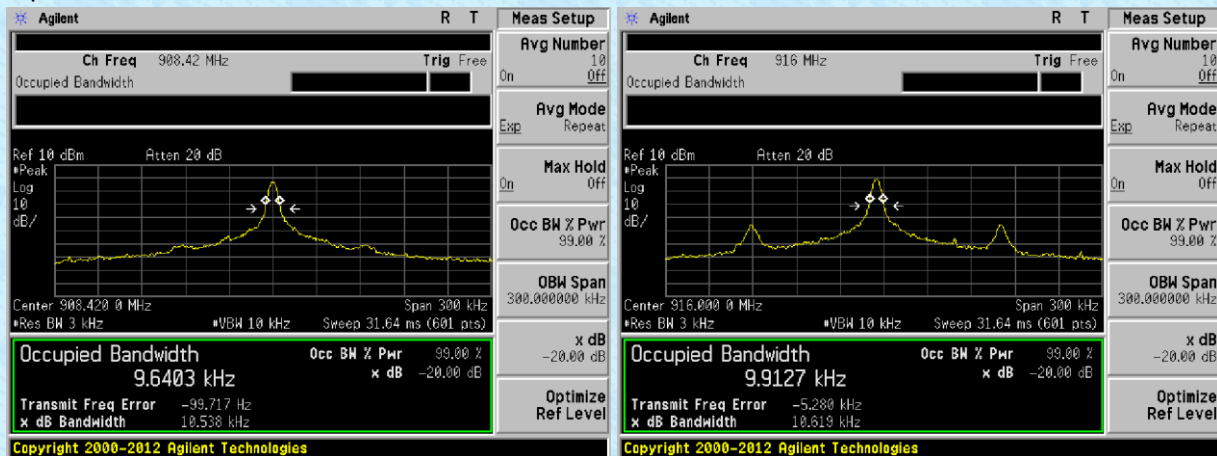 Agilent R T Meas Setup
Ch Freq 908.42 MHz Trig Free
Occupied Bandwidth
Avg Number
10
On Off
Avg Mode
Exp Repeat
Ref 10 dBm Atten 20 dB
#Peak
Log
10
dB/
Max Hold
On Off
Occ BW % Pwr
99.00 %
OBW Span
300.000000 kHz
Center 908.420 0 MHz Span 300 kHz
#Res BW 3 kHz #VBW 10 kHz Sweep 31.64 ms (601 pts)
Occupied Bandwidth Occ BW % Pwr 99.00 %
9.6403 kHz x dB -20.00 dB
Transmit Freq Error -99.717 Hz
x dB Bandwidth 10.538 kHz
x dB
-20.00 dB
Optimize
Ref Level
Copyright 2000-2012 Agilent Technologies
Agilent R T Meas Setup
Ch Freq 916 MHz Trig Free
Occupied Bandwidth
Avg Number
10
On Off
Avg Mode
Exp Repeat
Ref 10 dBm Atten 20 dB
#Peak
Log
10
dB/
Max Hold
On Off
Occ BW % Pwr
99.00 %
OBW Span
300.000000 kHz
Center 916.000 0 MHz Span 300 kHz
#Res BW 3 kHz #VBW 10 kHz Sweep 31.64 ms (601 pts)
Occupied Bandwidth Occ BW % Pwr 99.00 %
9.9127 kHz x dB -20.00 dB
Transmit Freq Error -5.280 kHz
x dB Bandwidth 10.619 kHz
x dB
-20.00 dB
Optimize
Ref Level
Copyright 2000-2012 Agilent Technologies